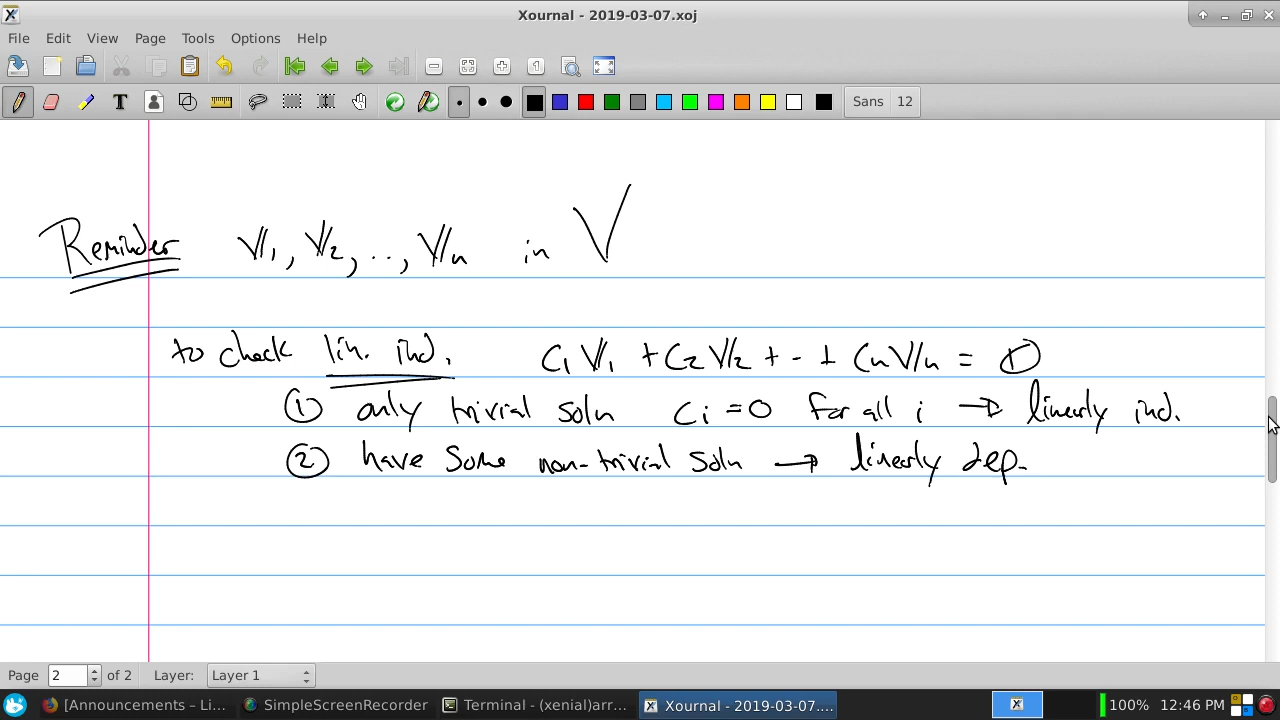 Xournal - 2019-03-07.xoj
File Edit View Page Tools Options Help
Sans 12
Reminder V1, V2, .., Vn in V
to check lin. ind. C1V1 + C2V2 + -- + CnVn = 0
① only trivial soln Ci = 0 for all i → linearly ind.
② have some non-trivial soln → linearly dep.
Page 2 of 2 Layer: Layer 1
[Announcements – Li... SimpleScreenRecorder Terminal - (xenial)arr... Xournal - 2019-03-07.... 100% 12:46 PM